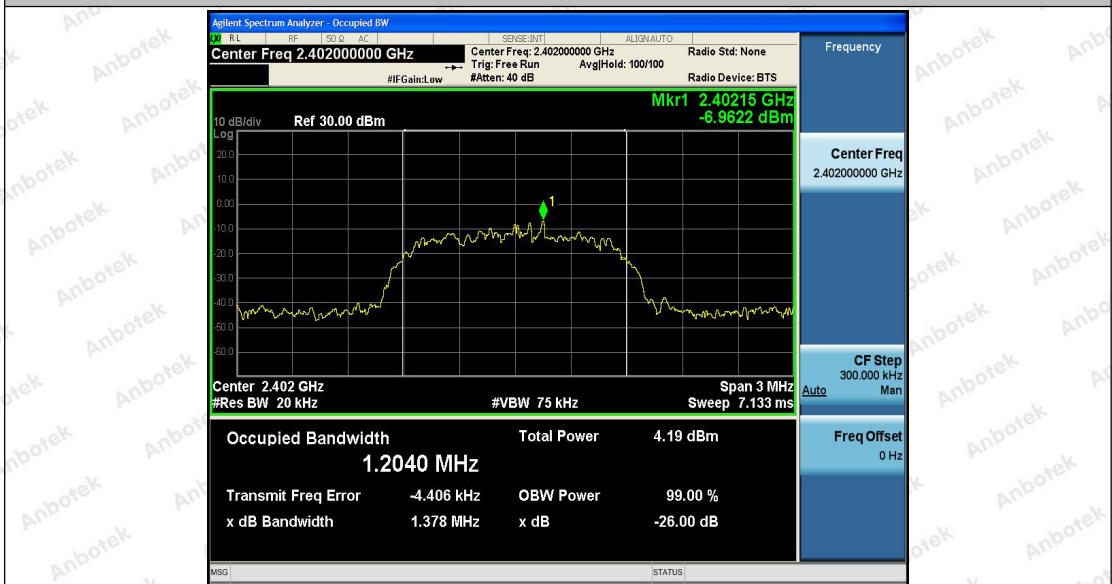 Agilent Spectrum Analyzer - Occupied BW
LXI RL RF 50 Ω AC SENSE:INT ALIGN AUTO
Center Freq 2.402000000 GHz
Center Freq: 2.402000000 GHz Radio Std: None
Trig: Free Run Avg|Hold: 100/100
#IFGain:Low #Atten: 40 dB Radio Device: BTS
Mkr1 2.40215 GHz
-6.9622 dBm
10 dB/div Ref 30.00 dBm
Log
20.0
10.0
0.00
-10.0
-20.0
-30.0
-40.0
-50.0
-60.0
1
Center 2.402 GHz Span 3 MHz
#Res BW 20 kHz #VBW 75 kHz Sweep 7.133 ms
Occupied Bandwidth Total Power 4.19 dBm
1.2040 MHz
Transmit Freq Error -4.406 kHz OBW Power 99.00 %
x dB Bandwidth 1.378 MHz x dB -26.00 dB
MSG STATUS
Frequency
Center Freq
2.402000000 GHz
CF Step
300.000 kHz
Auto Man
Freq Offset
0 Hz
Anbotek